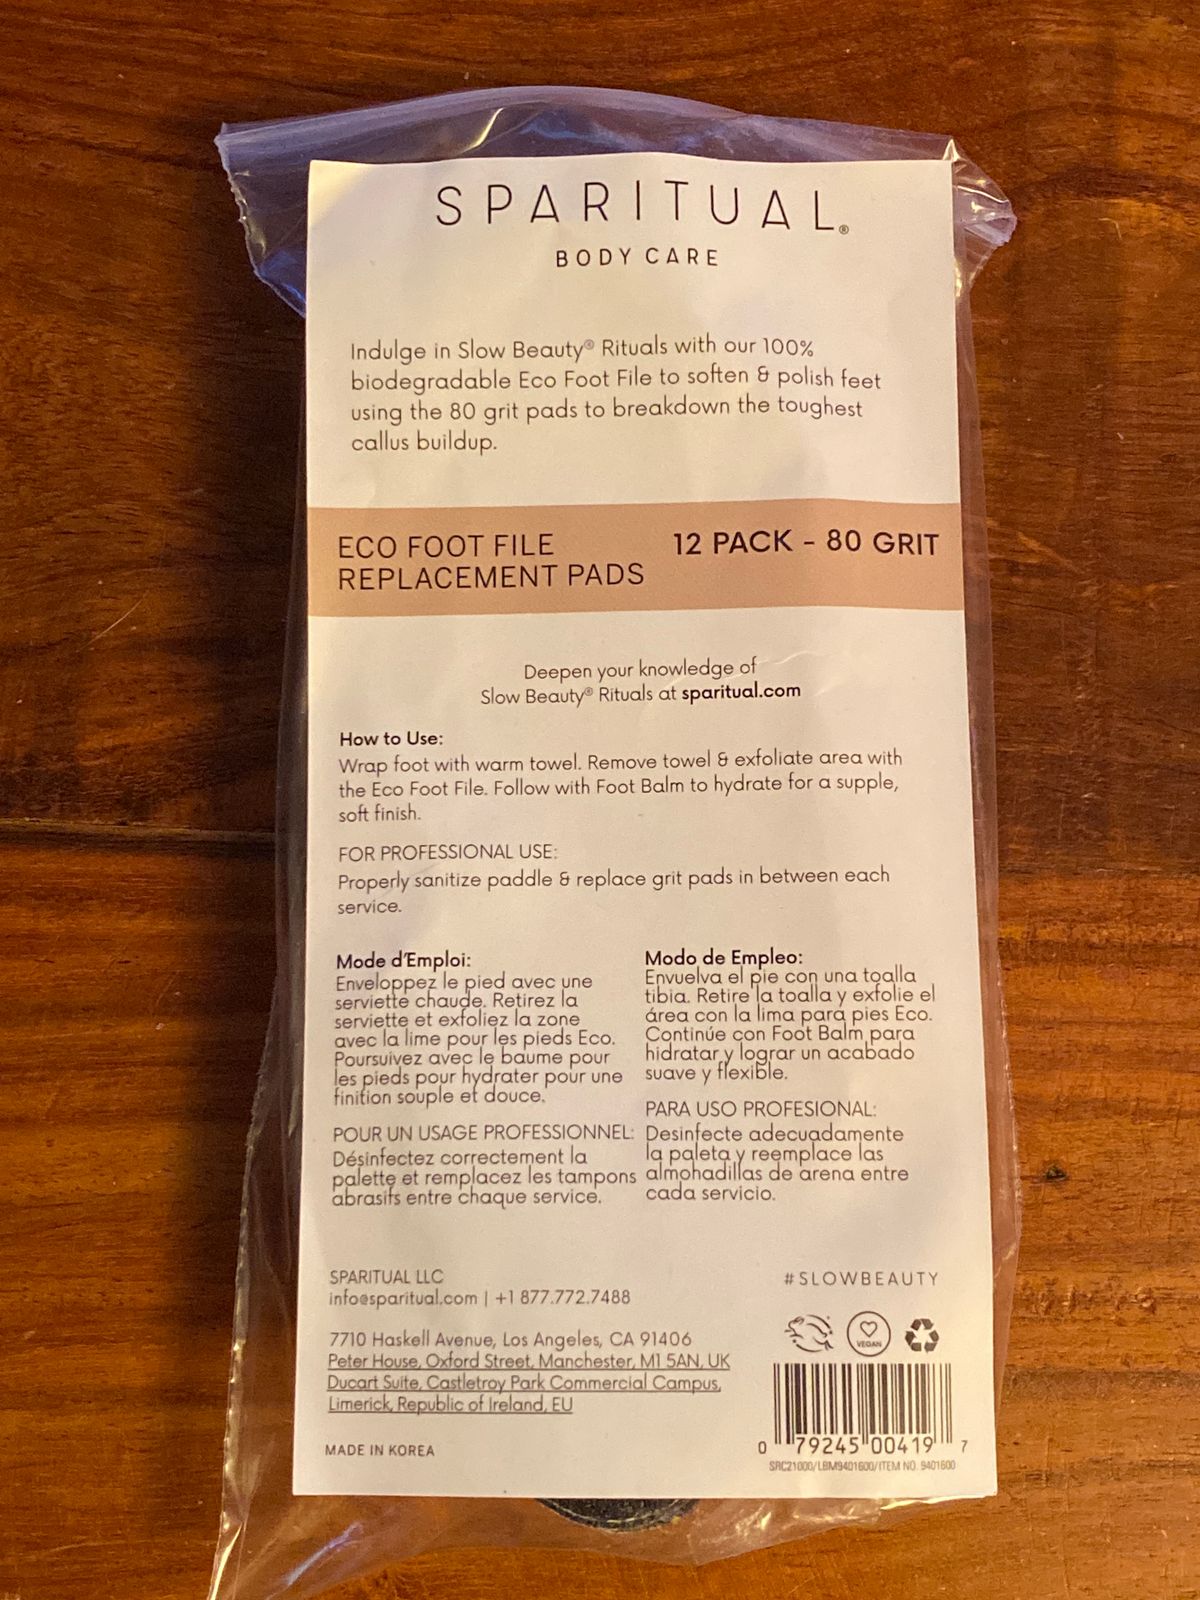 SPARITUAL®
BODY CARE
Indulge in Slow Beauty® Rituals with our 100%
biodegradable Eco Foot File to soften & polish feet
using the 80 grit pads to breakdown the toughest
callus buildup.
ECO FOOT FILE
REPLACEMENT PADS
12 PACK - 80 GRIT
Deepen your knowledge of
Slow Beauty® Rituals at sparitual.com
How to Use:
Wrap foot with warm towel. Remove towel & exfoliate area with
the Eco Foot File. Follow with Foot Balm to hydrate for a supple,
soft finish.
FOR PROFESSIONAL USE:
Properly sanitize paddle & replace grit pads in between each
service.
Mode d'Emploi:
Enveloppez le pied avec une
serviette chaude. Retirez la
serviette et exfoliez la zone
avec la lime pour les pieds Eco.
Poursuivez avec le baume pour
les pieds pour hydrater pour une
finition souple et douce.
POUR UN USAGE PROFESSIONNEL:
Désinfectez correctement la
palette et remplacez les tampons
abrasifs entre chaque service.
Modo de Empleo:
Envuelva el pie con una toalla
tibia. Retire la toalla y exfolie el
área con la lima para pies Eco.
Continúe con Foot Balm para
hidratar y lograr un acabado
suave y flexible.
PARA USO PROFESIONAL:
Desinfecte adecuadamente
la paleta y reemplace las
almohadillas de arena entre
cada servicio.
SPARITUAL LLC
info@sparitual.com | +1 877.772.7488
7710 Haskell Avenue, Los Angeles, CA 91406
Peter House, Oxford Street, Manchester, M1 5AN, UK
Ducart Suite, Castletroy Park Commercial Campus,
Limerick, Republic of Ireland, EU
MADE IN KOREA
#SLOWBEAUTY
VEGAN
0 79245 00419 7
SRC21000/LBM9401600/ITEM NO. 9401600